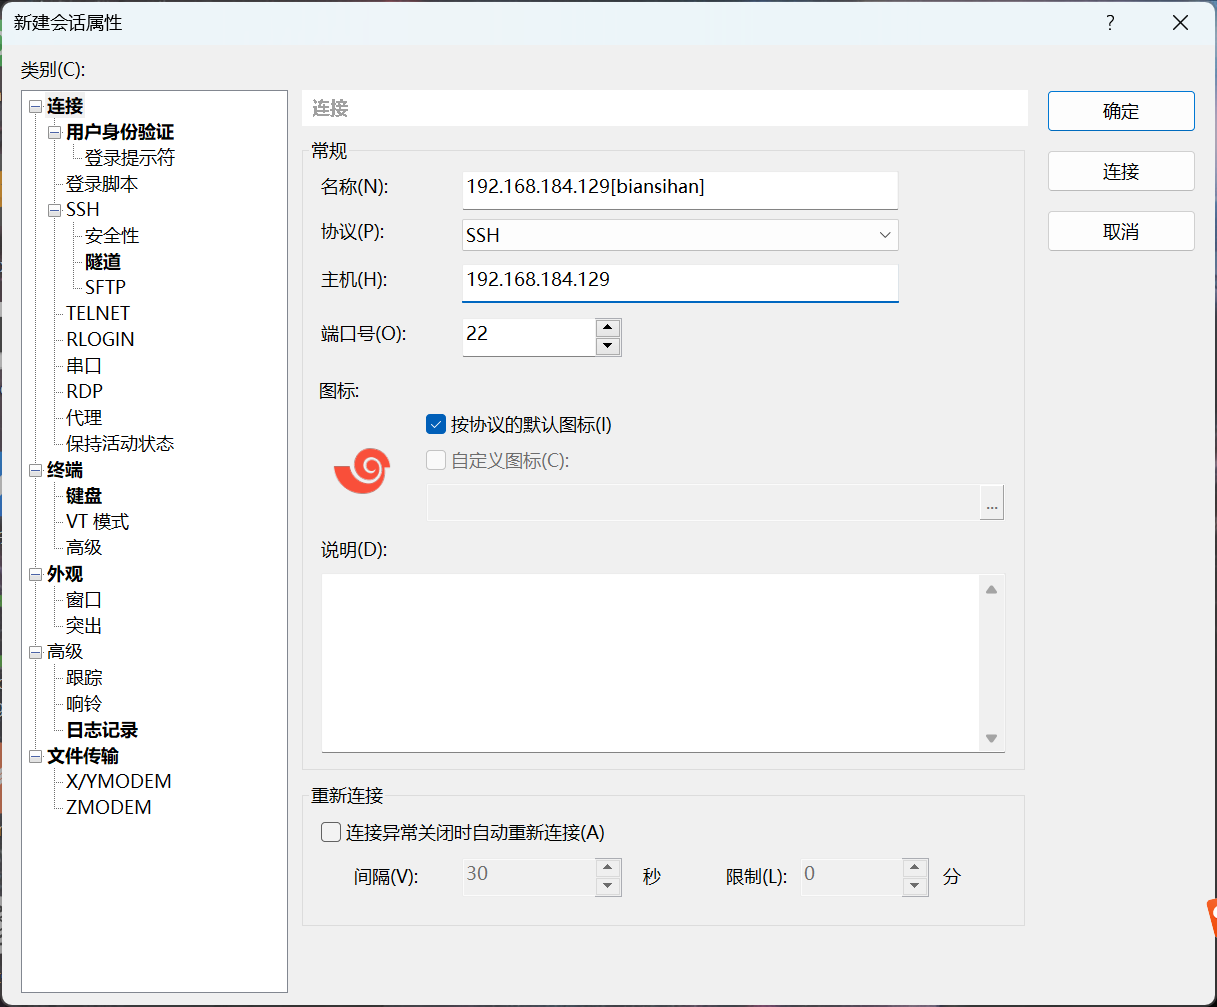 新建会话属性
?
类别(C):
连接
用户身份验证
登录提示符
登录脚本
SSH
安全性
隧道
SFTP
TELNET
RLOGIN
串口
RDP
代理
保持活动状态
终端
键盘
VT 模式
高级
外观
窗口
突出
高级
跟踪
响铃
日志记录
文件传输
X/YMODEM
ZMODEM
连接
常规
名称(N): 192.168.184.129[biansihan]
协议(P): SSH
主机(H): 192.168.184.129
端口号(O): 22
图标:
按协议的默认图标(I)
自定义图标(C):
...
说明(D):
重新连接
连接异常关闭时自动重新连接(A)
间隔(V): 30 秒 限制(L): 0 分
确定
连接
取消